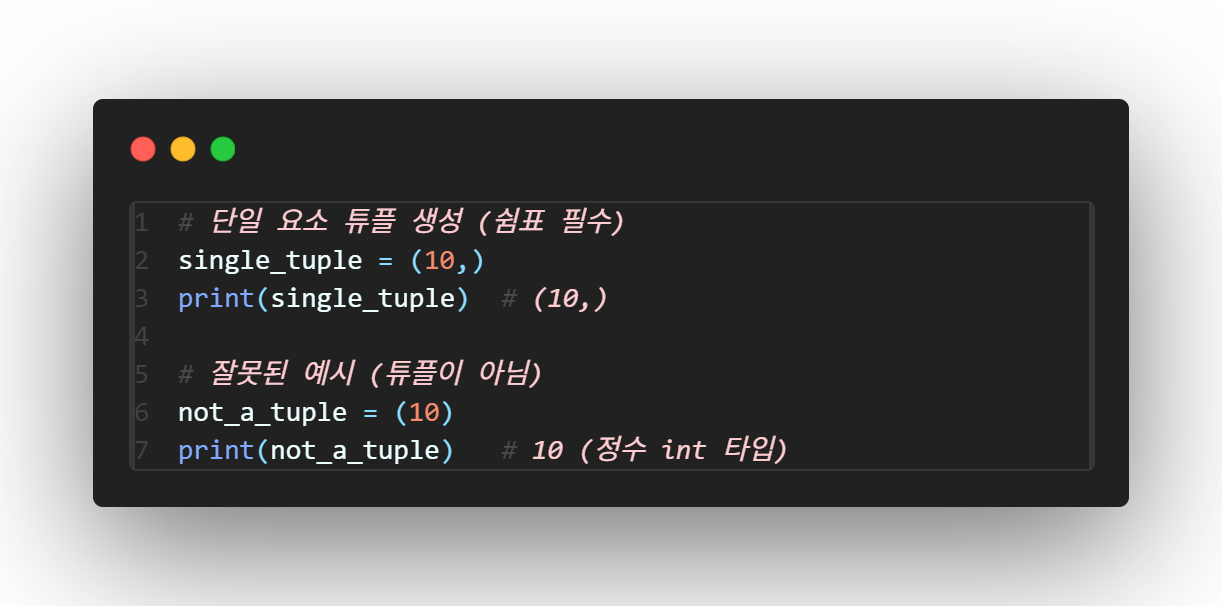 1 # 단일 요소 튜플 생성 (쉼표 필수)
2 single_tuple = (10,)
3 print(single_tuple)  # (10,)
4
5 # 잘못된 예시 (튜플이 아님)
6 not_a_tuple = (10)
7 print(not_a_tuple)   # 10 (정수 int 타입)